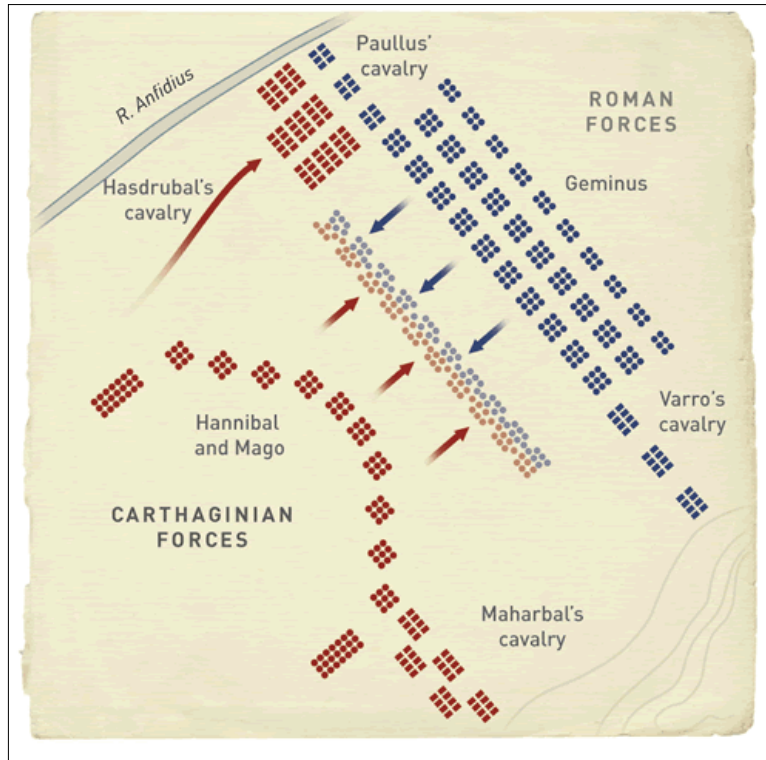 Paullus'
cavalry
R. Anfidius
ROMAN
FORCES
Hasdrubal's
cavalry
Geminus
Hannibal
and Mago
Varro's
cavalry
CARTHAGINIAN
FORCES
Maharbal's
cavalry